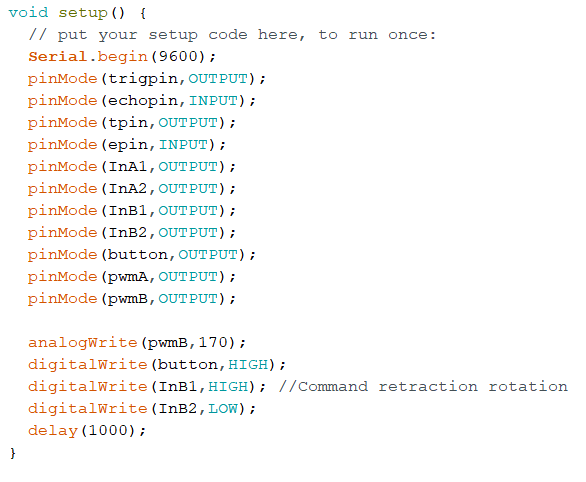 void setup() {
  // put your setup code here, to run once:
  Serial.begin(9600);
  pinMode(trigpin,OUTPUT);
  pinMode(echopin,INPUT);
  pinMode(tpin,OUTPUT);
  pinMode(epin,INPUT);
  pinMode(InA1,OUTPUT);
  pinMode(InA2,OUTPUT);
  pinMode(InB1,OUTPUT);
  pinMode(InB2,OUTPUT);
  pinMode(button,OUTPUT);
  pinMode(pwmA,OUTPUT);
  pinMode(pwmB,OUTPUT);

  analogWrite(pwmB,170);
  digitalWrite(button,HIGH);
  digitalWrite(InB1,HIGH); //Command retraction rotation
  digitalWrite(InB2,LOW);
  delay(1000);
}